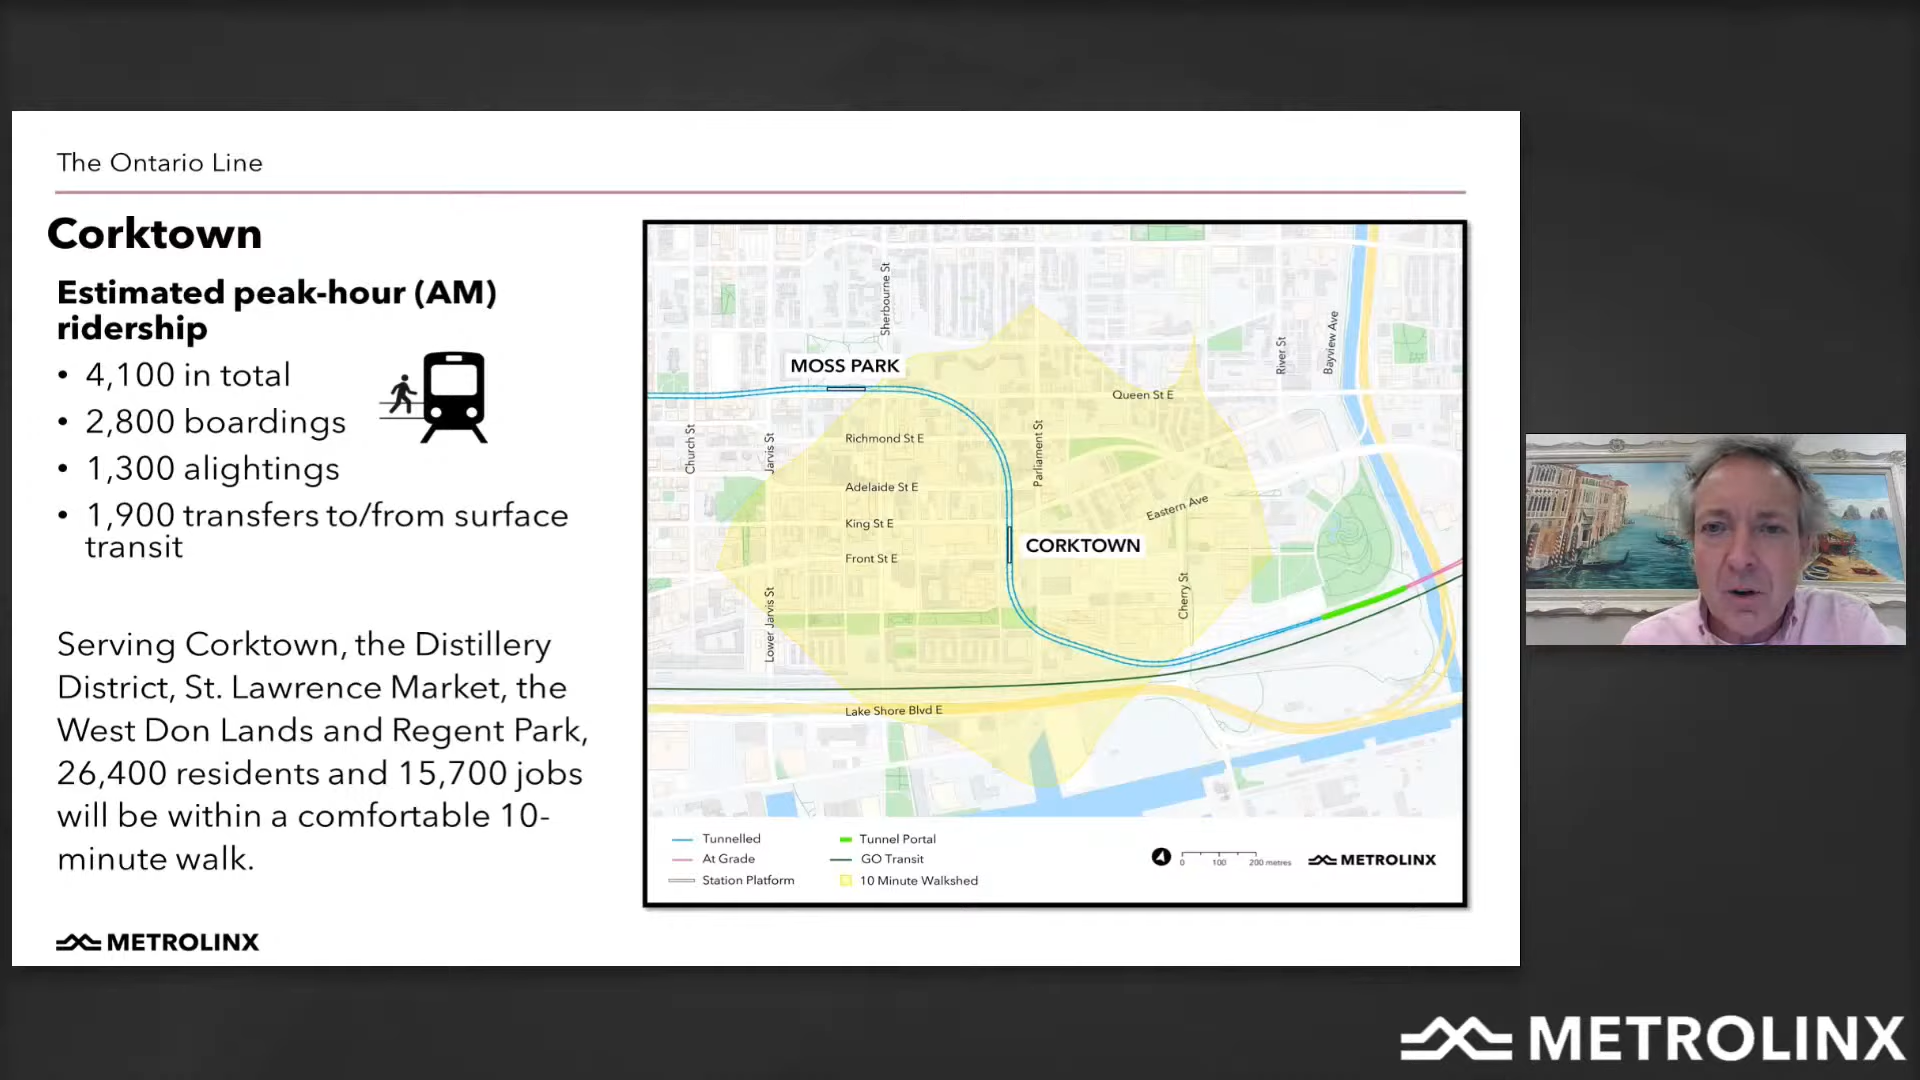 The Ontario Line
Corktown
Estimated peak-hour (AM)
ridership
• 4,100 in total
• 2,800 boardings
• 1,300 alightings
• 1,900 transfers to/from surface
transit
Serving Corktown, the Distillery
District, St. Lawrence Market, the
West Don Lands and Regent Park,
26,400 residents and 15,700 jobs
will be within a comfortable 10-
minute walk.
METROLINX
Sherbourne St
River St
Bayview Ave
MOSS PARK
Queen St E
Church St
Jarvis St
Richmond St E
Parliament St
Adelaide St E
Eastern Ave
King St E
CORKTOWN
Front St E
Cherry St
Lower Jarvis St
Lake Shore Blvd E
Tunnelled
At Grade
Station Platform
Tunnel Portal
GO Transit
10 Minute Walkshed
0 100 200 metres
METROLINX
METROLINX